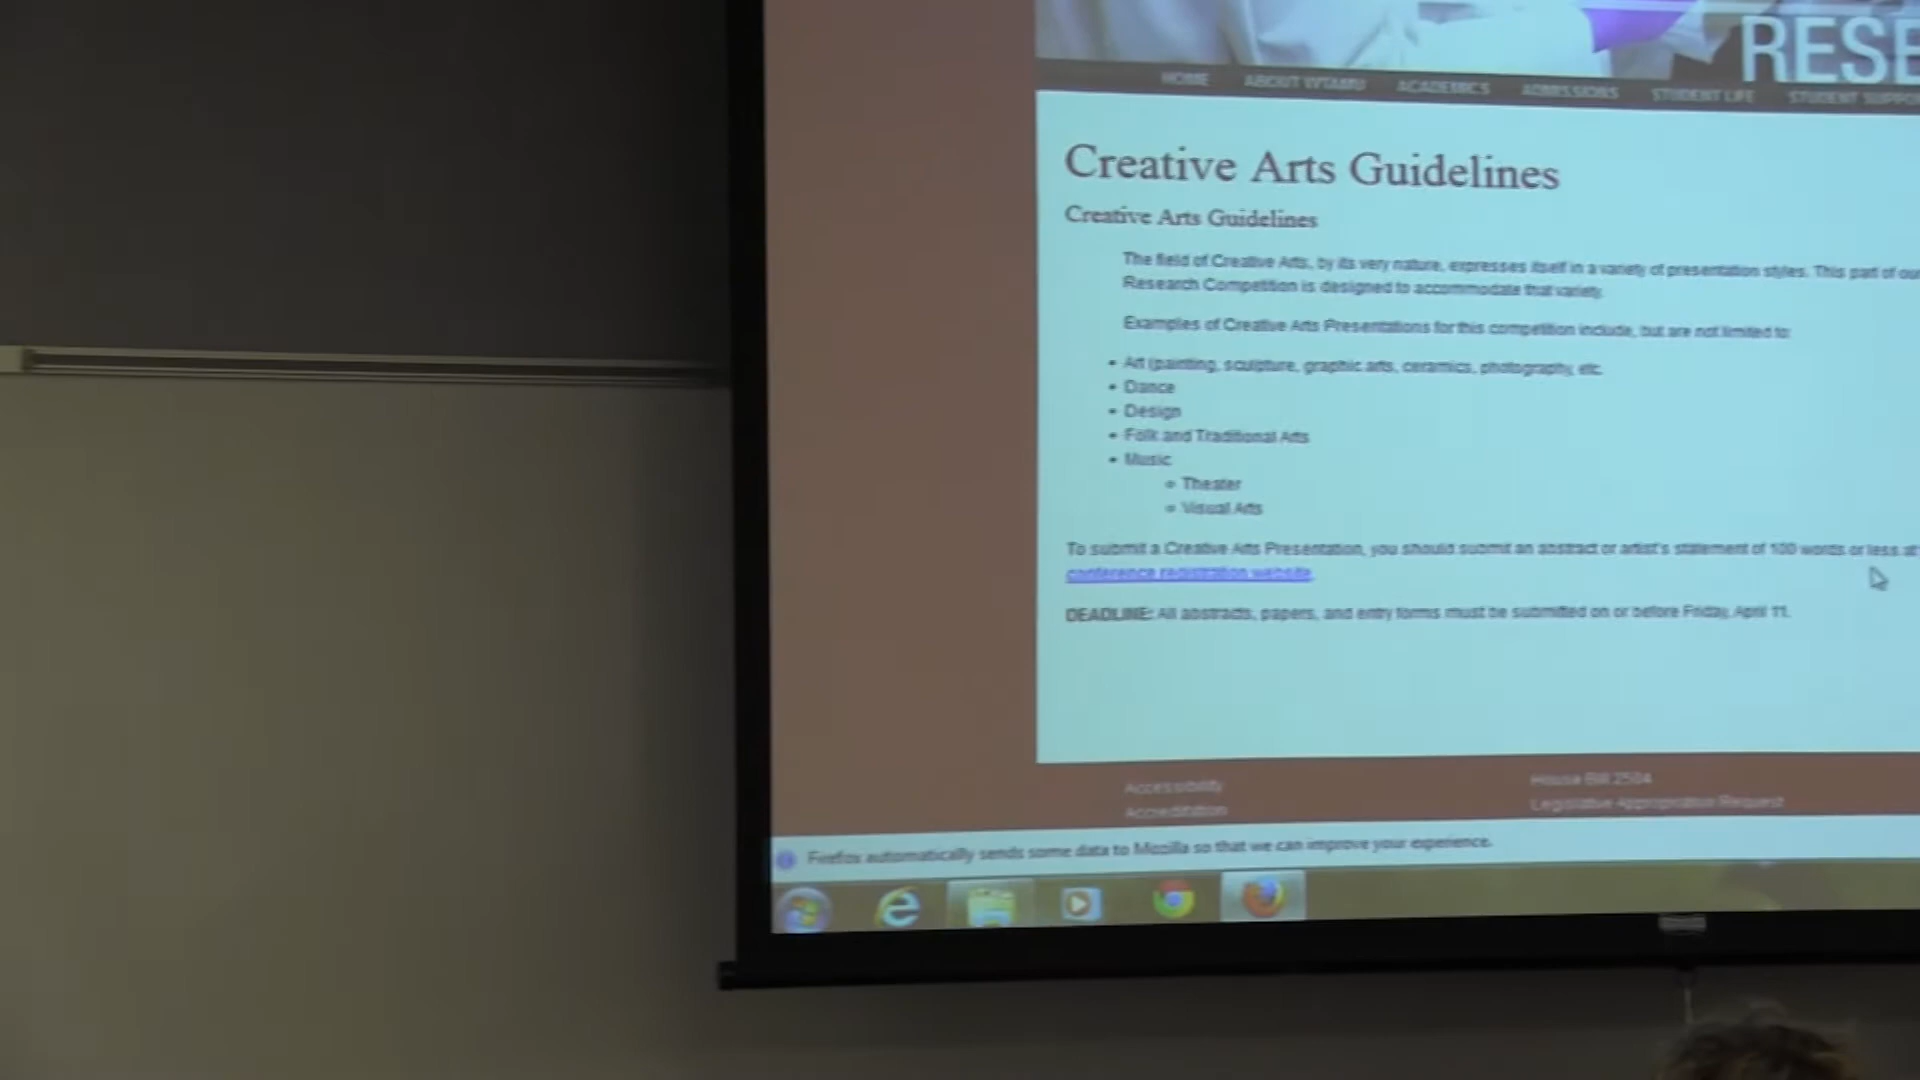 RESE
HOME ABOUT WTAMU ACADEMICS ADMISSIONS STUDENT LIFE STUDENT SUPPO
Creative Arts Guidelines
Creative Arts Guidelines
The field of Creative Arts, by its very nature, expresses itself in a variety of presentation styles. This part of our
Research Competition is designed to accommodate that variety.
Examples of Creative Arts Presentations for this competition include, but are not limited to:
• Art (painting, sculpture, graphic arts, ceramics, photography, etc.
• Dance
• Design
• Folk and Traditional Arts
• Music
○ Theater
○ Visual Arts
To submit a Creative Arts Presentation, you should submit an abstract or artist's statement of 100 words or less at
conference registration website.
DEADLINE: All abstracts, papers, and entry forms must be submitted on or before Friday, April 11.
Accessibility House Bill 2504
Accreditation Legislative Appropriation Request
Firefox automatically sends some data to Mozilla so that we can improve your experience.